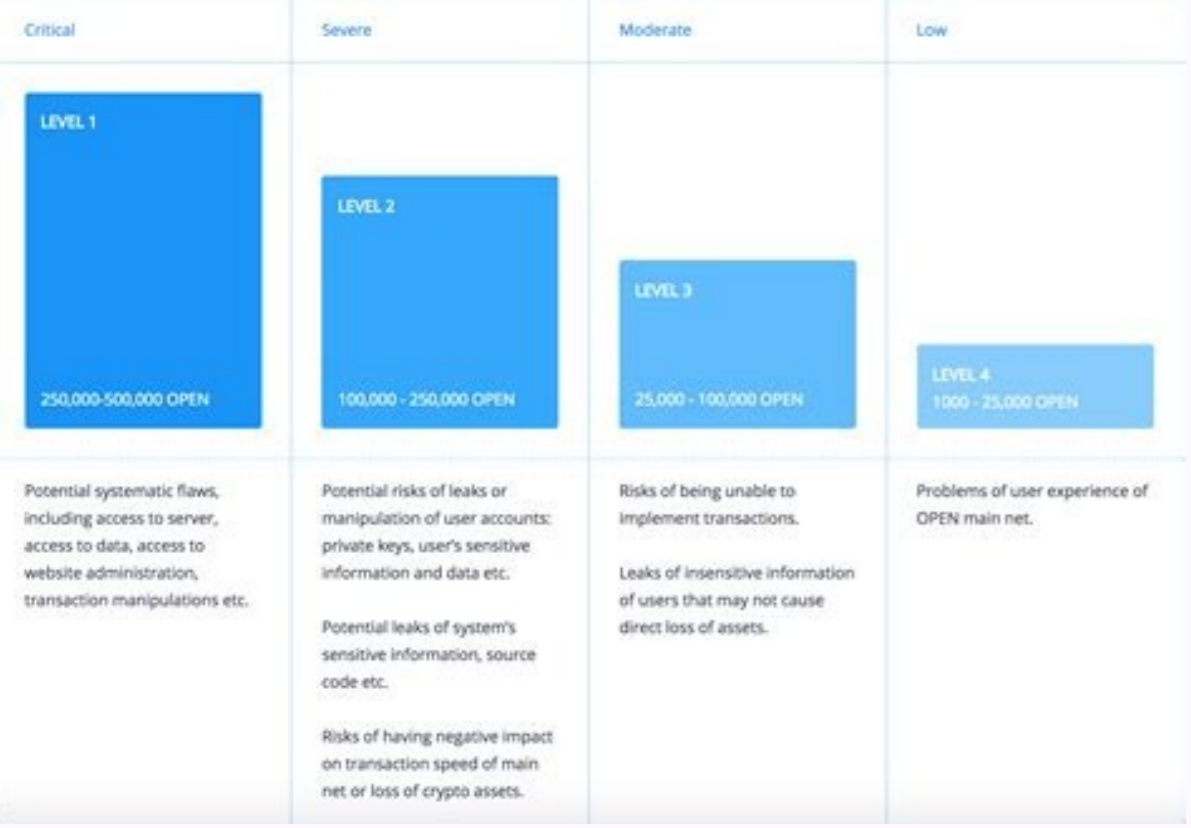 Critical
Severe
Moderate
Low
LEVEL 1
250,000-500,000 OPEN
LEVEL 2
100,000 - 250,000 OPEN
LEVEL 3
25,000 - 100,000 OPEN
LEVEL 4
1000 - 25,000 OPEN
Potential systematic flaws,
including access to server,
access to data, access to
website administration,
transaction manipulations etc.
Potential risks of leaks or
manipulation of user accounts:
private keys, user's sensitive
information and data etc.
Potential leaks of system's
sensitive information, source
code etc.
Risks of having negative impact
on transaction speed of main
net or loss of crypto assets.
Risks of being unable to
implement transactions.
Leaks of insensitive information
of users that may not cause
direct loss of assets.
Problems of user experience of
OPEN main net.